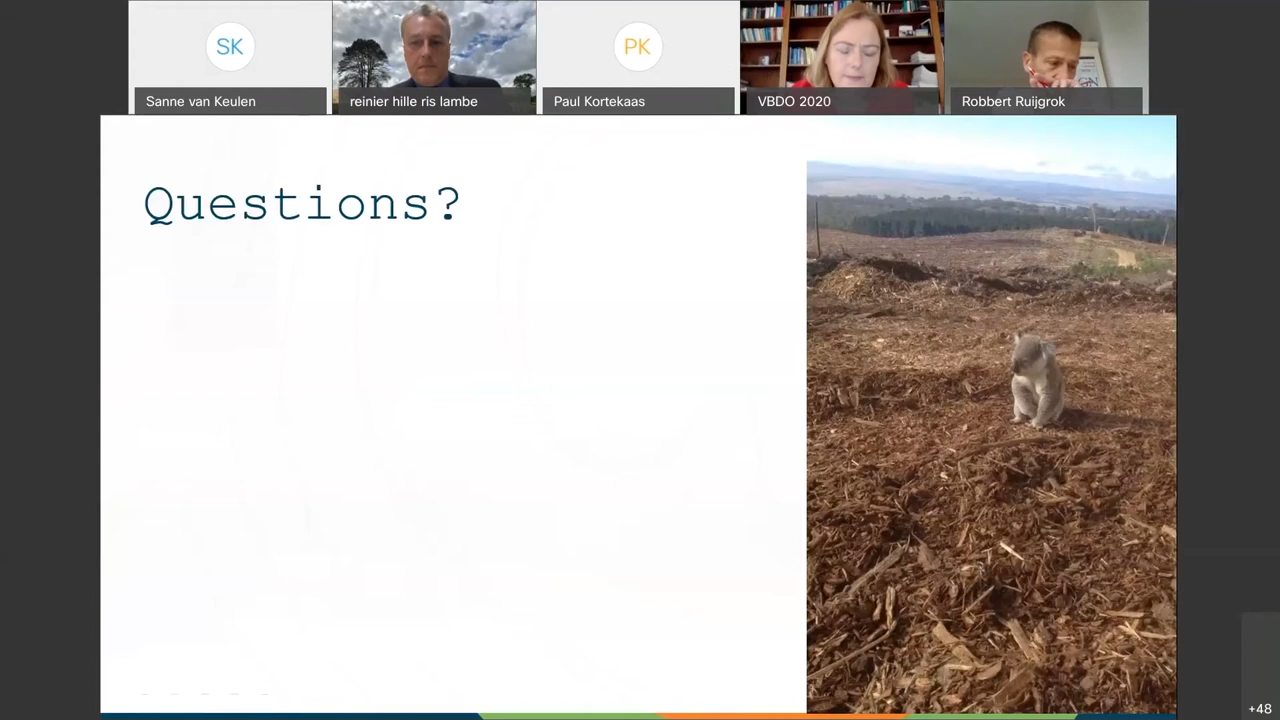 SK
Sanne van Keulen
reinier hille ris lambe
PK
Paul Kortekaas
VBDO 2020
Robbert Ruijgrok
Questions?
+48